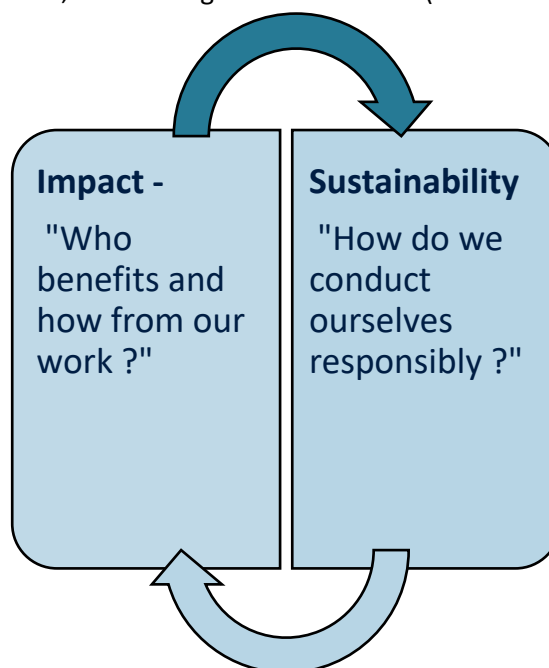 Impact -
"Who
benefits and
how from our
work ?"
Sustainability
"How do we
conduct
ourselves
responsibly ?"